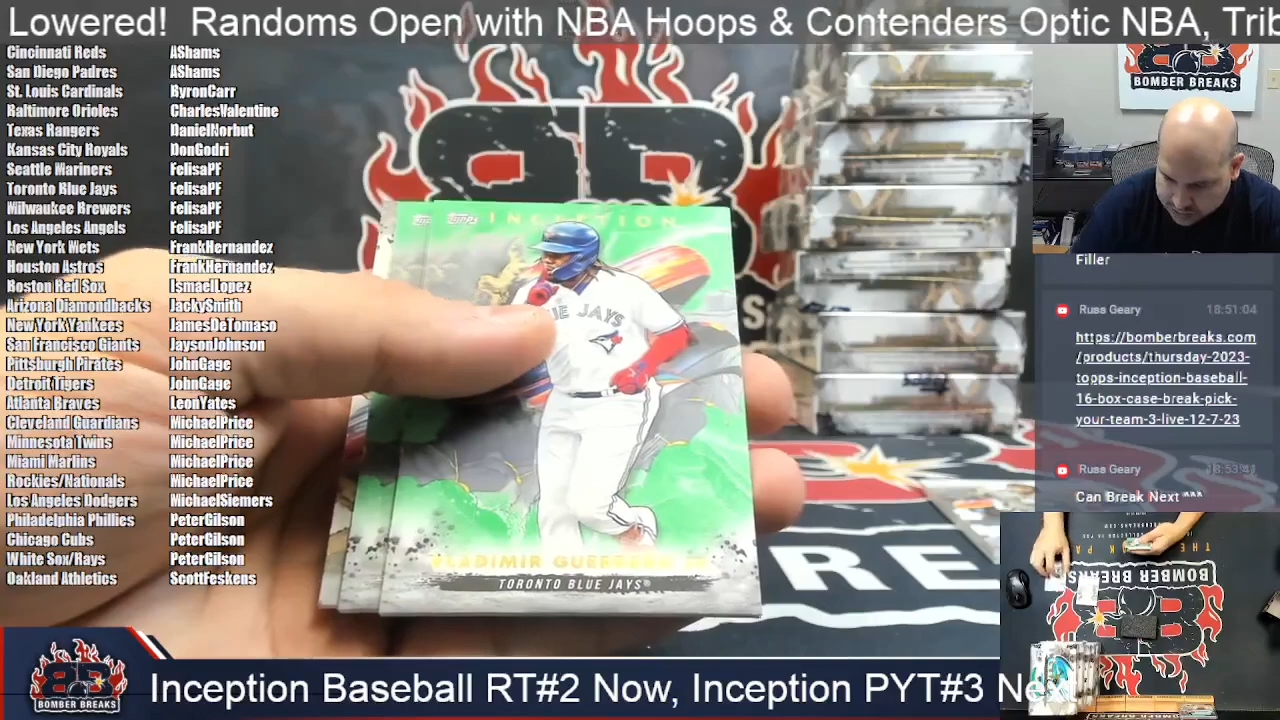 Lowered! Randoms Open with NBA Hoops & Contenders Optic NBA, Trib
Cincinnati Reds AShams
San Diego Padres AShams
St. Louis Cardinals ByronCarr
Baltimore Orioles CharlesValentine
Texas Rangers DanielNorbut
Kansas City Royals DonGodri
Seattle Mariners FelisaPF
Toronto Blue Jays FelisaPF
Milwaukee Brewers FelisaPF
Los Angeles Angels FelisaPF
New York Mets FrankHernandez
Houston Astros FrankHernandez
Boston Red Sox IsmaelLopez
Arizona Diamondbacks JackySmith
New York Yankees JamesDeTomaso
San Francisco Giants JaysonJohnson
Pittsburgh Pirates JohnGage
Detroit Tigers JohnGage
Atlanta Braves LeonYates
Cleveland Guardians MichaelPrice
Minnesota Twins MichaelPrice
Miami Marlins MichaelPrice
Rockies/Nationals MichaelPrice
Los Angeles Dodgers MichaelSiemers
Philadelphia Phillies PeterGilson
Chicago Cubs PeterGilson
White Sox/Rays PeterGilson
Oakland Athletics ScottFeskens
INCEPTION
BLUE JAYS
VLADIMIR GUERRERO JR.
TORONTO BLUE JAYS®
RE
BOMBER BREAKS
Filler
Russ Geary 18:51:04
https://bomberbreaks.com
/products/thursday-2023-
topps-inception-baseball-
16-box-case-break-pick-
your-team-3-live-12-7-23
Russ Geary 18:53:41
Can Break Next ***
BOMBER BREAKS
BOMBER BREAKS
Inception Baseball RT#2 Now, Inception PYT#3 Next